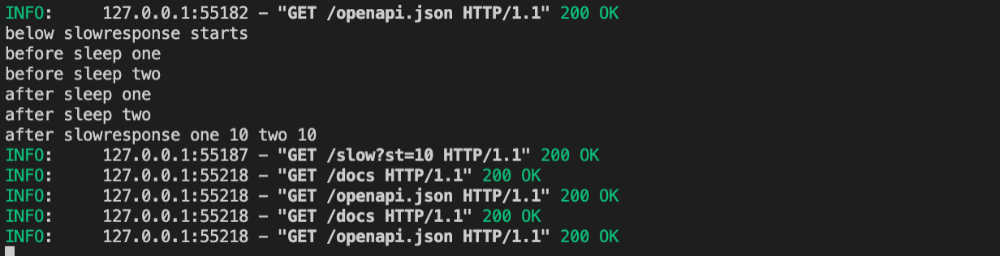 INFO:     127.0.0.1:55182 – "GET /openapi.json HTTP/1.1" 200 OK
below slowresponse starts
before sleep one
before sleep two
after sleep one
after sleep two
after slowresponse one 10 two 10
INFO:     127.0.0.1:55187 – "GET /slow?st=10 HTTP/1.1" 200 OK
INFO:     127.0.0.1:55218 – "GET /docs HTTP/1.1" 200 OK
INFO:     127.0.0.1:55218 – "GET /openapi.json HTTP/1.1" 200 OK
INFO:     127.0.0.1:55218 – "GET /docs HTTP/1.1" 200 OK
INFO:     127.0.0.1:55218 – "GET /openapi.json HTTP/1.1" 200 OK